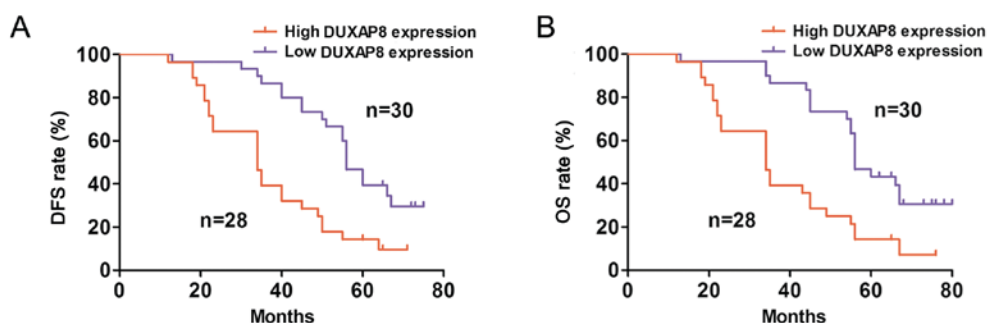 A
High DUXAP8 expression
Low DUXAP8 expression
100
80
60
40
20
0
DFS rate (%)
n=30
n=28
0 20 40 60 80
Months
B
High DUXAP8 expression
Low DUXAP8 expression
100
80
60
40
20
0
OS rate (%)
n=30
n=28
0 20 40 60 80
Months